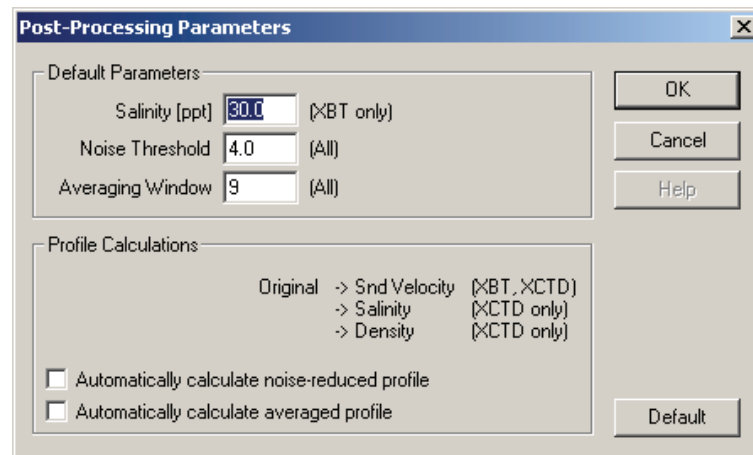 Post-Processing Parameters
Default Parameters
Salinity [ppt] 30.0 (XBT only)
Noise Threshold 4.0 (All)
Averaging Window 9 (All)
OK
Cancel
Help
Profile Calculations
Original -> Snd Velocity (XBT, XCTD)
-> Salinity (XCTD only)
-> Density (XCTD only)
Automatically calculate noise-reduced profile
Automatically calculate averaged profile
Default